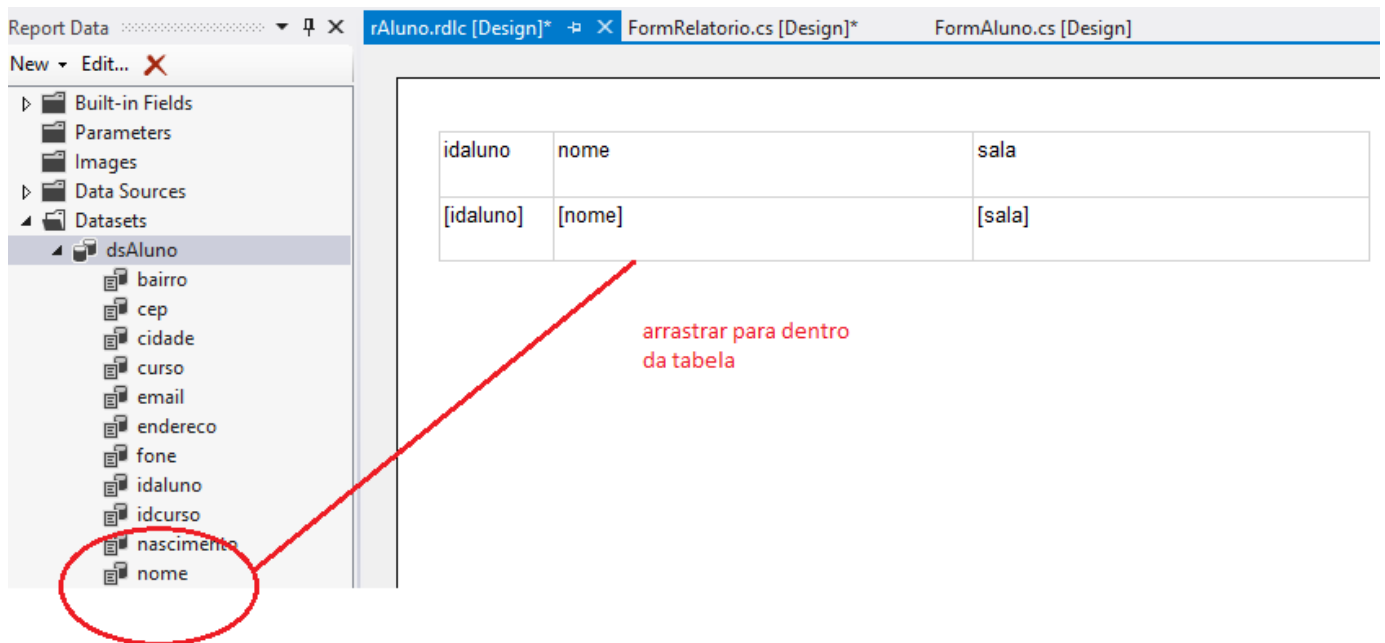 Report Data
rAluno.rdlc [Design]* FormRelatorio.cs [Design]* FormAluno.cs [Design]
New Edit...
Built-in Fields
Parameters
Images
Data Sources
Datasets
dsAluno
bairro
cep
cidade
curso
email
endereco
fone
idaluno
idcurso
nascimento
nome
idaluno nome sala
[idaluno] [nome] [sala]
arrastrar para dentro
da tabela